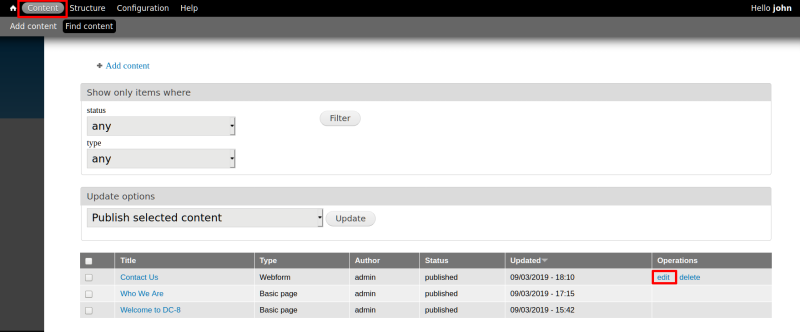 Content Structure Configuration Help Hello john
Add content Find content
Add content
Show only items where
status
any
Filter
type
any
Update options
Publish selected content Update
Title Type Author Status Updated Operations
Contact Us Webform admin published 09/03/2019 - 18:10 edit delete
Who We Are Basic page admin published 09/03/2019 - 17:15
Welcome to DC-8 Basic page admin published 09/03/2019 - 15:42